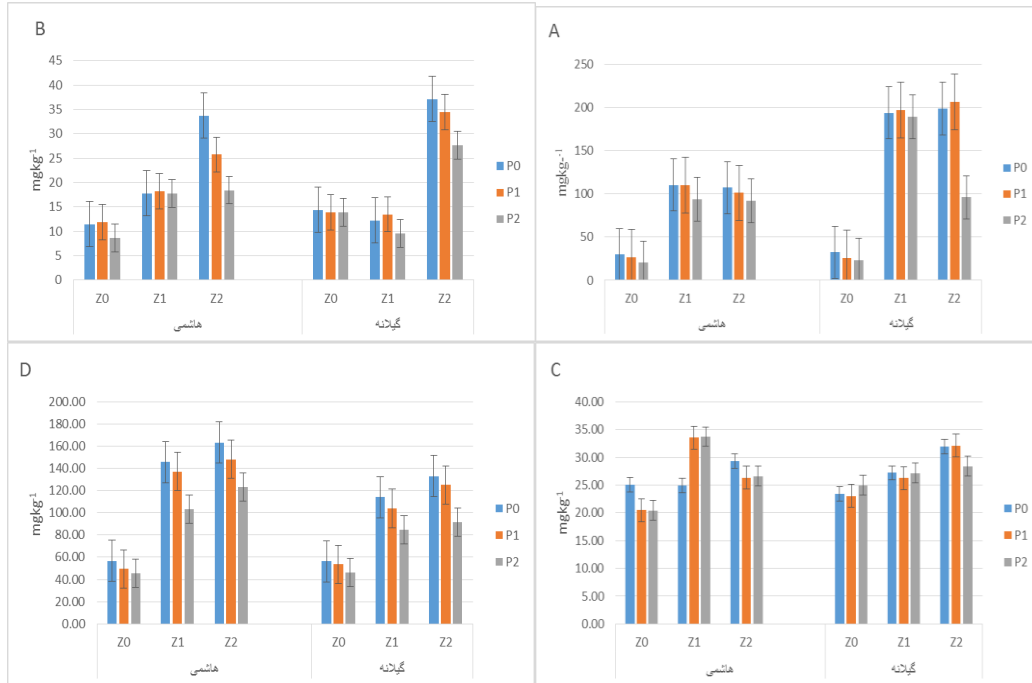 B
45
40
35
30
25
20
15
10
5
0
mgkg-1
Z0 Z1 Z2 Z0 Z1 Z2
هاشمی گیلانه
P0
P1
P2
A
250
200
150
100
50
0
mgkg--1
Z0 Z1 Z2 Z0 Z1 Z2
هاشمی گیلانه
P0
P1
P2
D
200.00
180.00
160.00
140.00
120.00
100.00
80.00
60.00
40.00
20.00
0.00
mgkg-1
Z0 Z1 Z2 Z0 Z1 Z2
هاشمی گیلانه
P0
P1
P2
C
40.00
35.00
30.00
25.00
20.00
15.00
10.00
5.00
0.00
mgkg-1
Z0 Z1 Z2 Z0 Z1 Z2
هاشمی گیلانه
P0
P1
P2